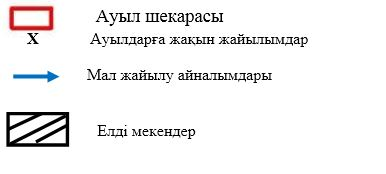 Ауыл шекарасы
X Ауылдарға жақын жайылымдар
Мал жайылу айналымдары
Елді мекендер